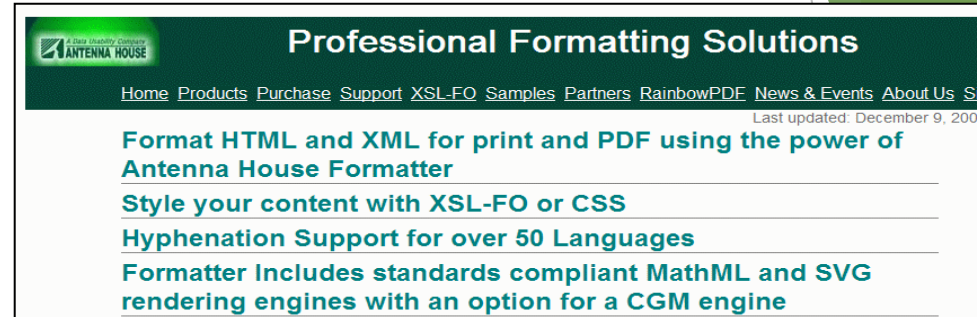 A Data Usability Company
ANTENNA HOUSE
Professional Formatting Solutions
Home Products Purchase Support XSL-FO Samples Partners RainbowPDF News & Events About Us
Last updated: December 9, 200
Format HTML and XML for print and PDF using the power of
Antenna House Formatter
Style your content with XSL-FO or CSS
Hyphenation Support for over 50 Languages
Formatter Includes standards compliant MathML and SVG
rendering engines with an option for a CGM engine